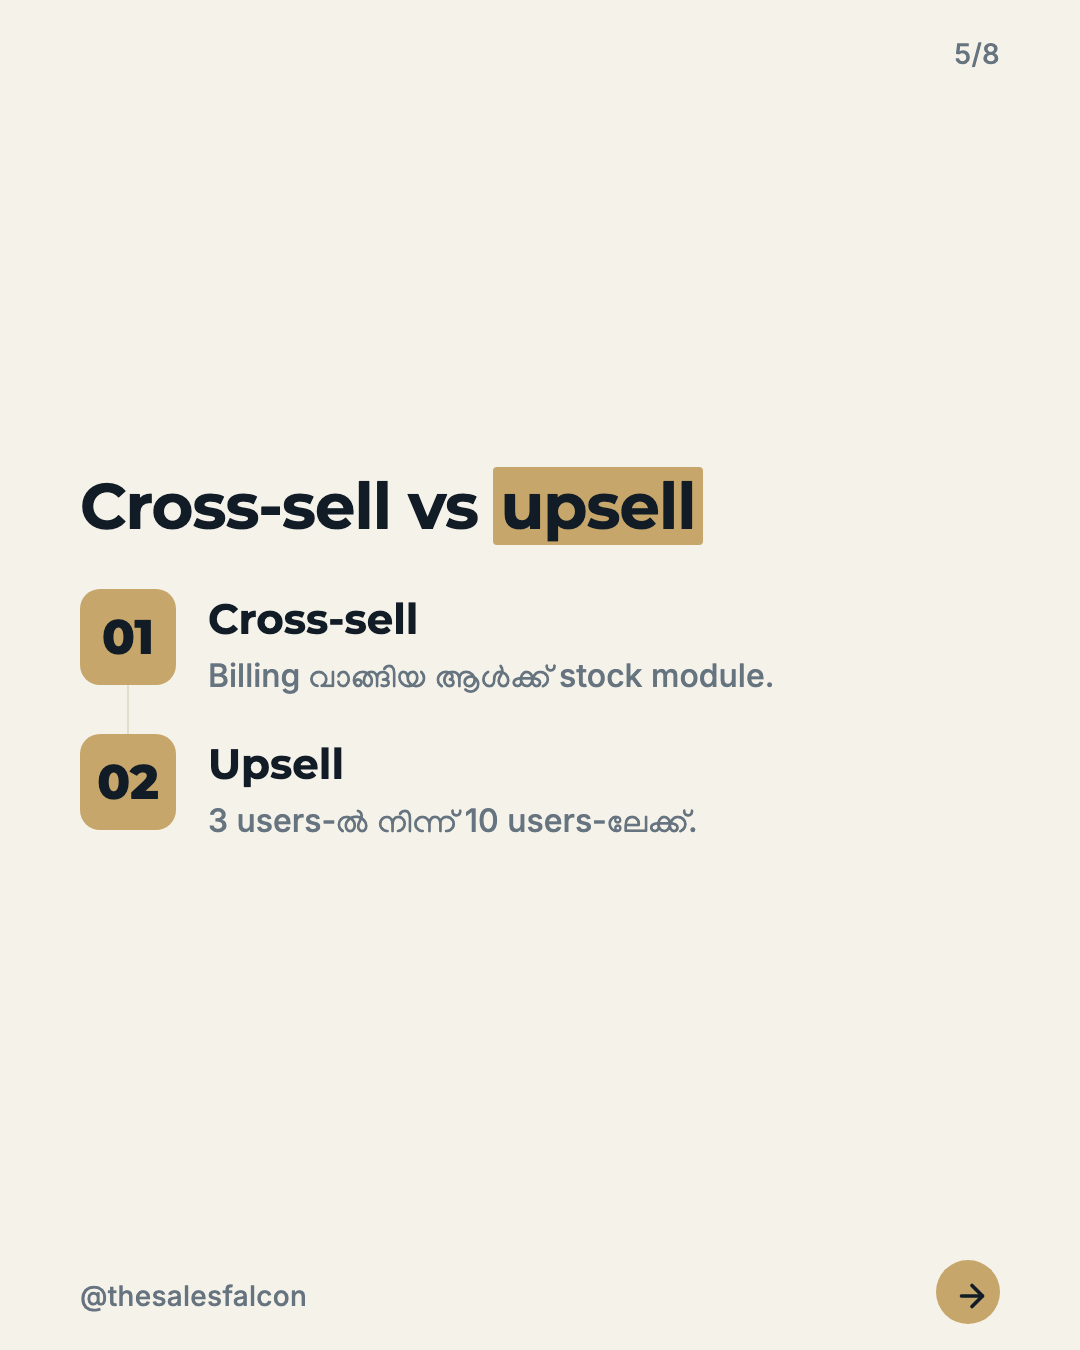 5/8
Cross-sell vs upsell
01
Cross-sell
Billing വാങ്ങിയ ആൾക്ക് stock module.
02
Upsell
3 users-ൽ നിന്ന് 10 users-ലേക്ക്.
@thesalesfalcon